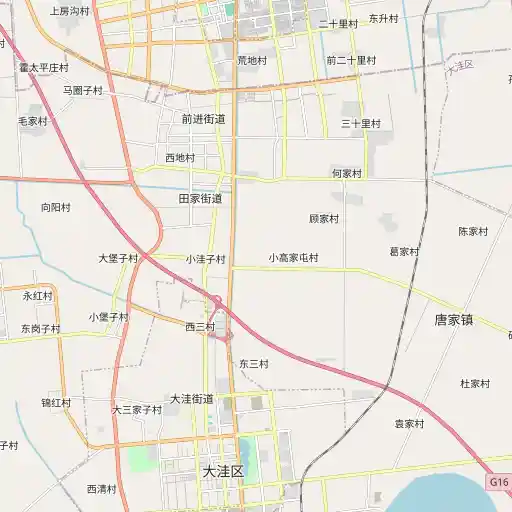 上房沟村
东升村
二十里村
荒地村
前二十里村
霍太平庄村
大洼区
马圈子村
毛家村
前进街道
三十里村
西地村
何家村
田家街道
向阳村
顾家村
陈家村
葛家村
大堡子村
小洼子村
小高家屯村
永红村
小堡子村
西三村
唐家镇
东岗子村
东三村
杜家村
大洼街道
锦红村
大三家子村
袁家村
子村
大洼区
G16
西清村